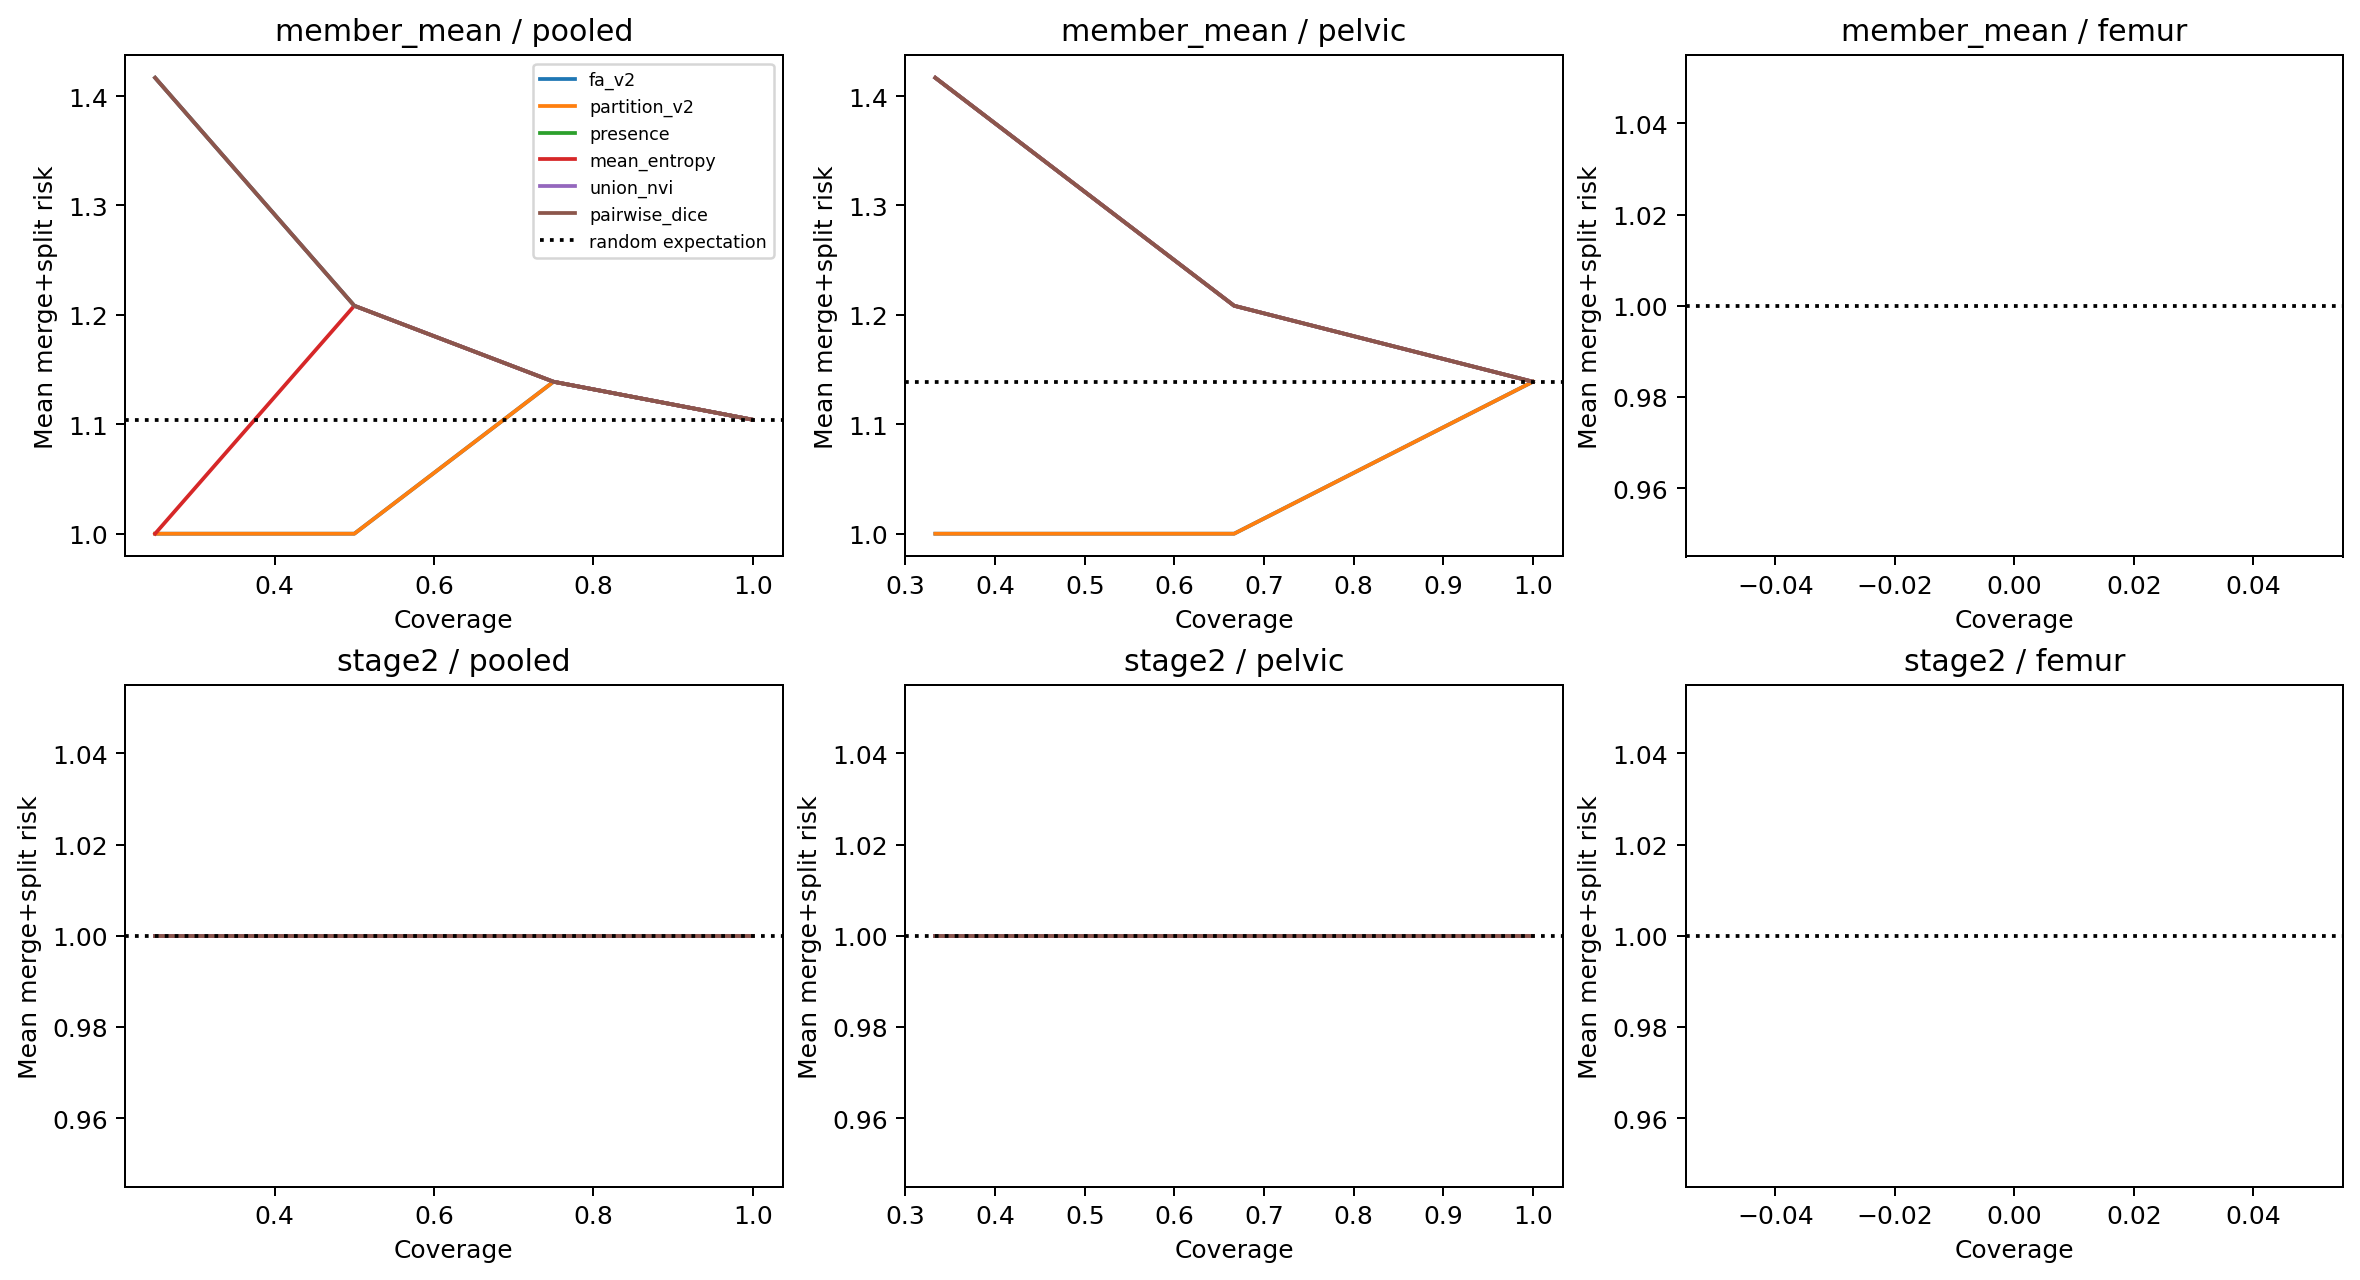 member_mean / pooled
Mean merge+split risk
1.4
1.3
1.2
1.1
1.0
fa_v2
partition_v2
presence
mean_entropy
union_nvi
pairwise_dice
random expectation
0.4 0.6 0.8 1.0
Coverage
member_mean / pelvic
Mean merge+split risk
1.4
1.3
1.2
1.1
1.0
0.3 0.4 0.5 0.6 0.7 0.8 0.9 1.0
Coverage
member_mean / femur
Mean merge+split risk
1.04
1.02
1.00
0.98
0.96
−0.04 −0.02 0.00 0.02 0.04
Coverage
stage2 / pooled
Mean merge+split risk
1.04
1.02
1.00
0.98
0.96
0.4 0.6 0.8 1.0
Coverage
stage2 / pelvic
Mean merge+split risk
1.04
1.02
1.00
0.98
0.96
0.3 0.4 0.5 0.6 0.7 0.8 0.9 1.0
Coverage
stage2 / femur
Mean merge+split risk
1.04
1.02
1.00
0.98
0.96
−0.04 −0.02 0.00 0.02 0.04
Coverage